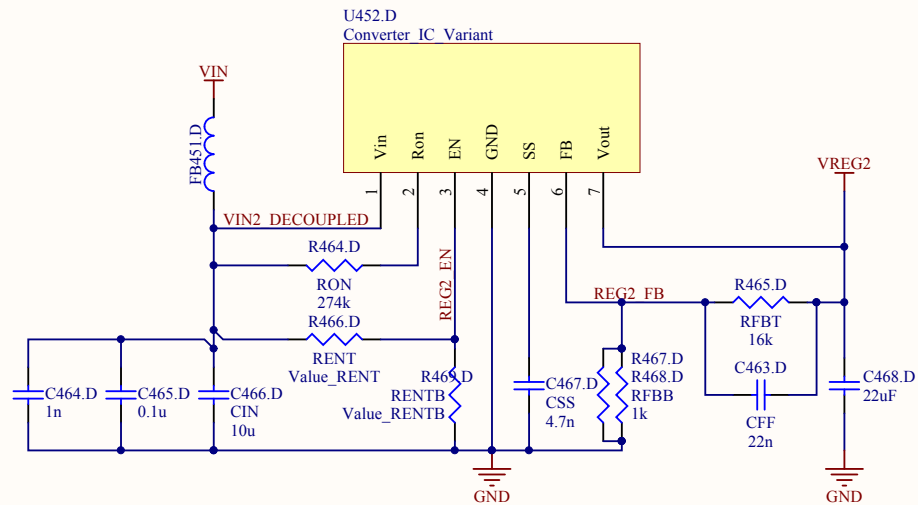 U452.D
Converter_IC_Variant
VIN
FB451.D
Vin
Ron
EN
GND
SS
FB
Vout
1
2
3
4
5
6
7
VREG2
VIN2_DECOUPLED
R464.D
RON
274k
REG2_EN
REG2_FB
R465.D
RFBT
16k
R466.D
RENT
Value_RENT
C464.D
1n
C465.D
0.1u
C466.D
CIN
10u
R469.D
RENTB
Value_RENTB
C467.D
CSS
4.7n
R467.D
R468.D
RFBB
1k
C463.D
CFF
22n
C468.D
22uF
GND
GND